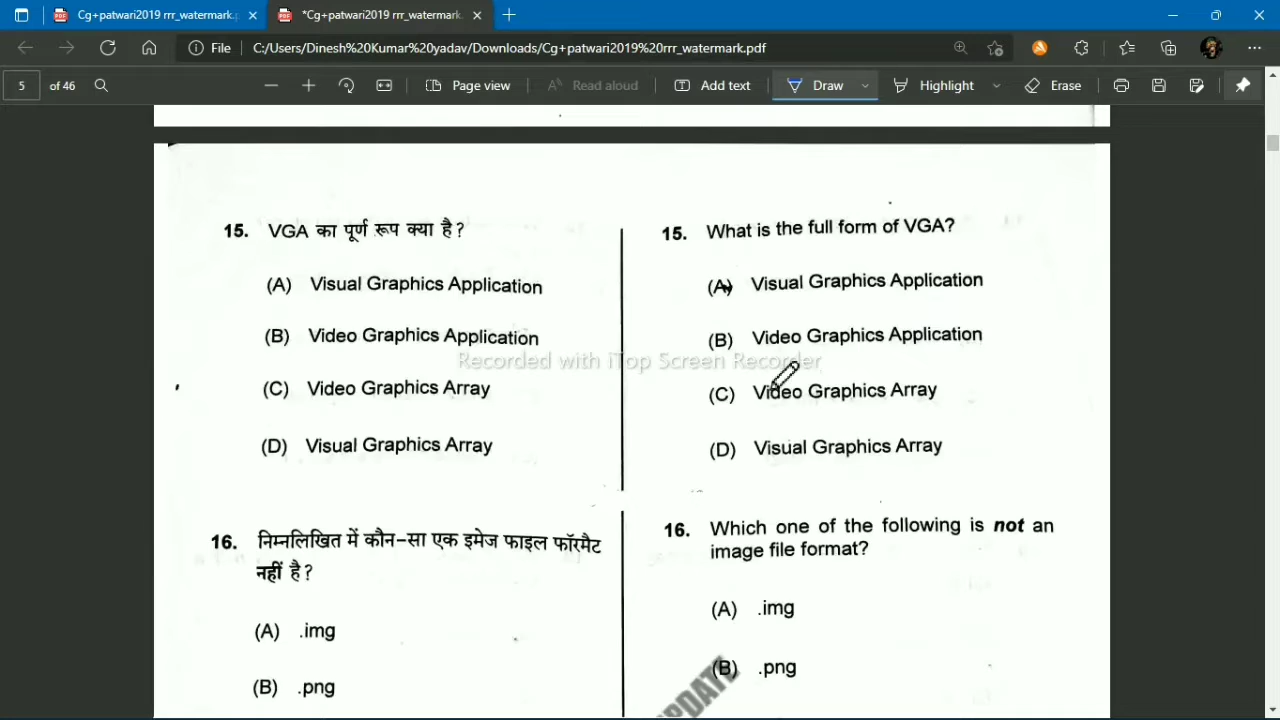 Cg+patwari2019 rrr_watermark.p
*Cg+patwari2019 rrr_watermark.
File
C:/Users/Dinesh%20Kumar%20yadav/Downloads/Cg+patwari2019%20rrr_watermark.pdf
5 of 46
Page view
Read aloud
Add text
Draw
Highlight
Erase
15. VGA का पूर्ण रूप क्या है?
(A) Visual Graphics Application
(B) Video Graphics Application
(C) Video Graphics Array
(D) Visual Graphics Array
16. निम्नलिखित में कौन-सा एक इमेज फाइल फॉरमैट
नहीं है?
(A) .img
(B) .png
15. What is the full form of VGA?
(A) Visual Graphics Application
(B) Video Graphics Application
(C) Video Graphics Array
(D) Visual Graphics Array
16. Which one of the following is not an
image file format?
(A) .img
(B) .png
Recorded with iTop Screen Recorder
UPDATE